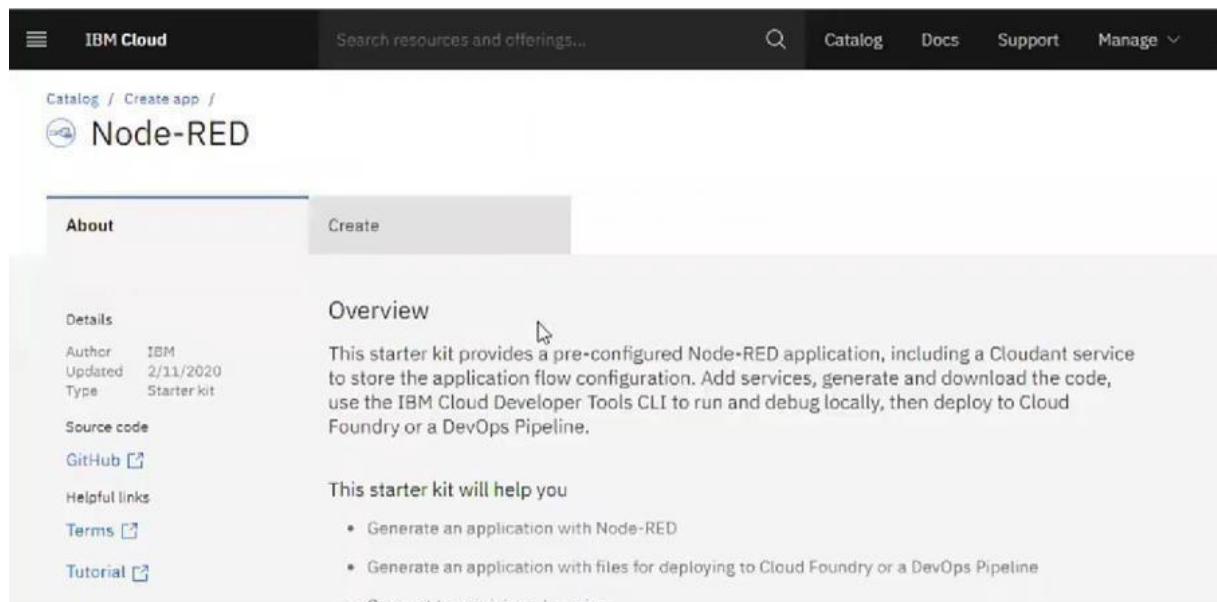 IBM Cloud
Search resources and offerings...
Catalog
Docs
Support
Manage
Catalog / Create app /
Node-RED
About
Create
Details
Author IBM
Updated 2/11/2020
Type Starter kit
Source code
GitHub
Helpful links
Terms
Tutorial
Overview
This starter kit provides a pre-configured Node-RED application, including a Cloudant service
to store the application flow configuration. Add services, generate and download the code,
use the IBM Cloud Developer Tools CLI to run and debug locally, then deploy to Cloud
Foundry or a DevOps Pipeline.
This starter kit will help you
• Generate an application with Node-RED
• Generate an application with files for deploying to Cloud Foundry or a DevOps Pipeline